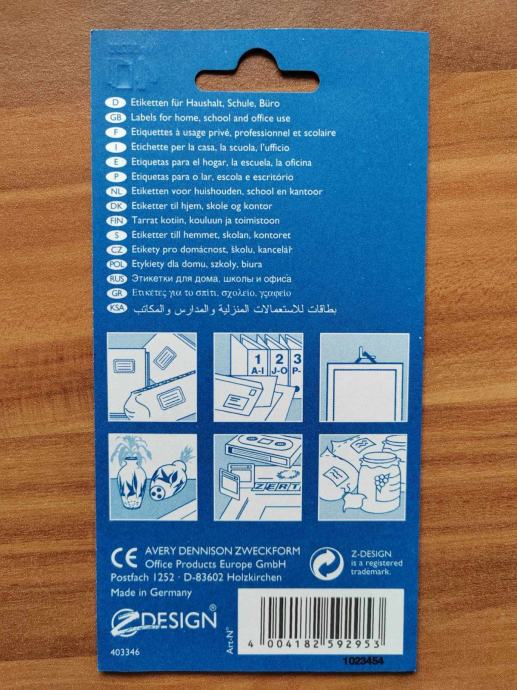 D Etiketten für Haushalt, Schule, Büro
GB Labels for home, school and office use
F Etiquettes à usage privé, professionnel et scolaire
I Etichette per la casa, la scuola, l'ufficio
E Etiquetas para el hogar, la escuela, la oficina
P Etiquetas para o lar, escola e escritório
NL Etiketten voor huishouden, school en kantoor
DK Etiketter til hjem, skole og kontor
FIN Tarrat kotiin, kouluun ja toimistoon
S Etiketter till hemmet, skolan, kontoret
CZ Etikety pro domácnost, školu, kancelář
POL Etykiety dla domu, szkoły, biura
RUS Этикетки для дома, школы и офиса
GR Ετικέτες για το σπίτι, σχολείο, γραφείο
KSA بطاقات للاستعمالات المنزلية والمدارس والمكاتب
1 2 3
A-I J-O P-
ZERT
CE AVERY DENNISON ZWECKFORM
Office Products Europe GmbH
Postfach 1252 · D-83602 Holzkirchen
Made in Germany
Z-DESIGN
is a registered
trademark.
ZDESIGN®
403346
Art-N°
4 004182 592953
1023454